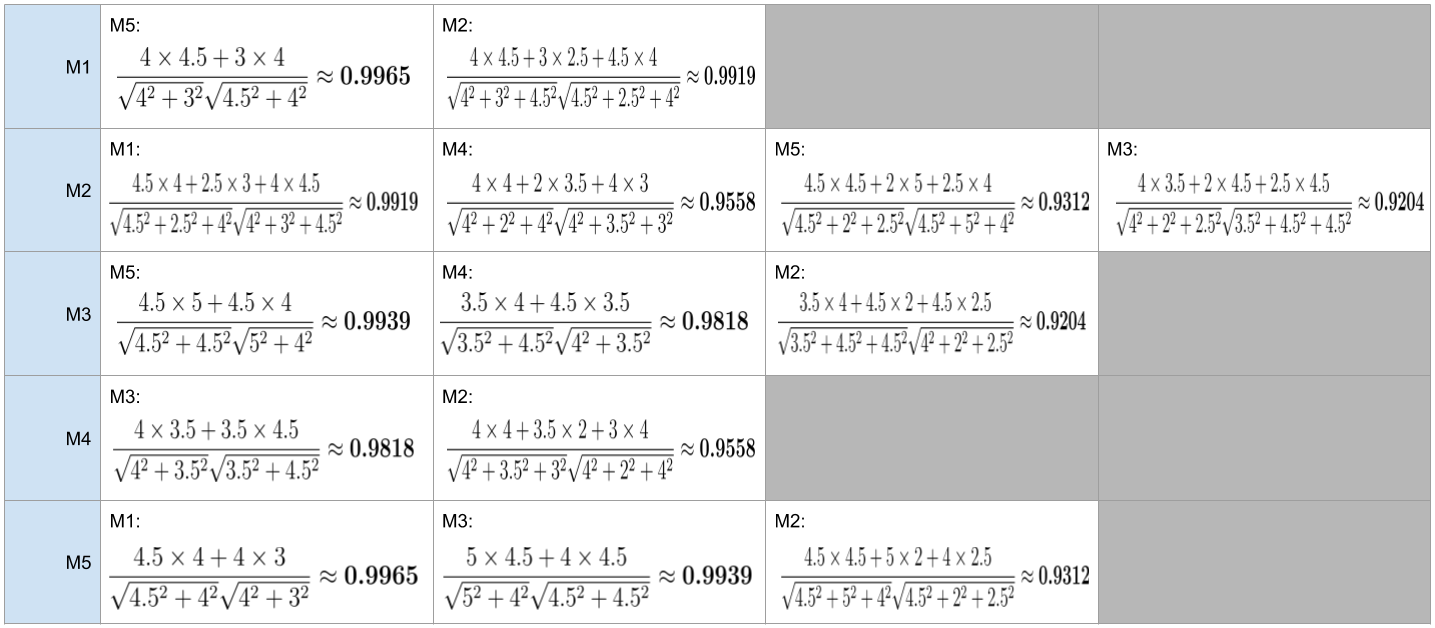 M1
M5:
\frac{4 \times 4.5 + 3 \times 4}{\sqrt{4^2 + 3^2}\sqrt{4.5^2 + 4^2}} \approx 0.9965
M2:
\frac{4 \times 4.5 + 3 \times 2.5 + 4.5 \times 4}{\sqrt{4^2 + 3^2 + 4.5^2}\sqrt{4.5^2 + 2.5^2 + 4^2}} \approx 0.9919
M2
M1:
\frac{4.5 \times 4 + 2.5 \times 3 + 4 \times 4.5}{\sqrt{4.5^2 + 2.5^2 + 4^2}\sqrt{4^2 + 3^2 + 4.5^2}} \approx 0.9919
M4:
\frac{4 \times 4 + 2 \times 3.5 + 4 \times 3}{\sqrt{4^2 + 2^2 + 4^2}\sqrt{4^2 + 3.5^2 + 3^2}} \approx 0.9558
M5:
\frac{4.5 \times 4.5 + 2 \times 5 + 2.5 \times 4}{\sqrt{4.5^2 + 2^2 + 2.5^2}\sqrt{4.5^2 + 5^2 + 4^2}} \approx 0.9312
M3:
\frac{4 \times 3.5 + 2 \times 4.5 + 2.5 \times 4.5}{\sqrt{4^2 + 2^2 + 2.5^2}\sqrt{3.5^2 + 4.5^2 + 4.5^2}} \approx 0.9204
M3
M5:
\frac{4.5 \times 5 + 4.5 \times 4}{\sqrt{4.5^2 + 4.5^2}\sqrt{5^2 + 4^2}} \approx 0.9939
M4:
\frac{3.5 \times 4 + 4.5 \times 3.5}{\sqrt{3.5^2 + 4.5^2}\sqrt{4^2 + 3.5^2}} \approx 0.9818
M2:
\frac{3.5 \times 4 + 4.5 \times 2 + 4.5 \times 2.5}{\sqrt{3.5^2 + 4.5^2 + 4.5^2}\sqrt{4^2 + 2^2 + 2.5^2}} \approx 0.9204
M4
M3:
\frac{4 \times 3.5 + 3.5 \times 4.5}{\sqrt{4^2 + 3.5^2}\sqrt{3.5^2 + 4.5^2}} \approx 0.9818
M2:
\frac{4 \times 4 + 3.5 \times 2 + 3 \times 4}{\sqrt{4^2 + 3.5^2 + 3^2}\sqrt{4^2 + 2^2 + 4^2}} \approx 0.9558
M5
M1:
\frac{4.5 \times 4 + 4 \times 3}{\sqrt{4.5^2 + 4^2}\sqrt{4^2 + 3^2}} \approx 0.9965
M3:
\frac{5 \times 4.5 + 4 \times 4.5}{\sqrt{5^2 + 4^2}\sqrt{4.5^2 + 4.5^2}} \approx 0.9939
M2:
\frac{4.5 \times 4.5 + 5 \times 2 + 4 \times 2.5}{\sqrt{4.5^2 + 5^2 + 4^2}\sqrt{4.5^2 + 2^2 + 2.5^2}} \approx 0.9312